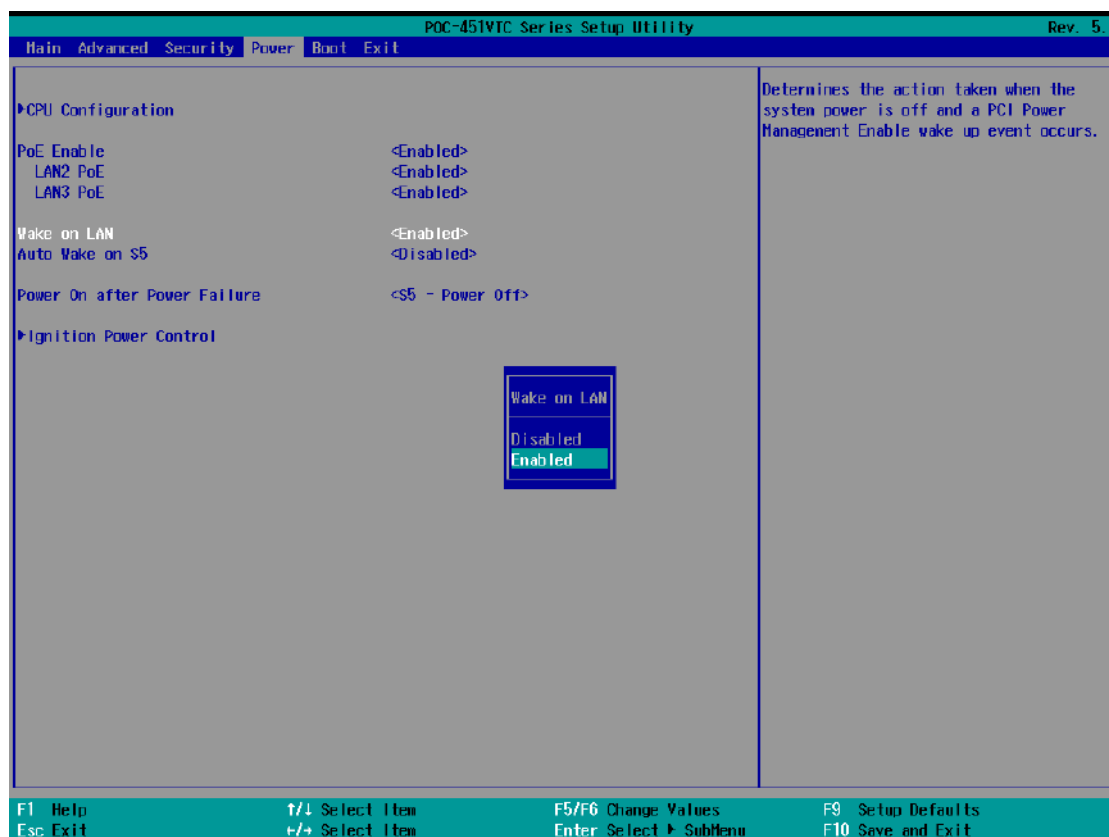 POC-451VTC Series Setup Utility Rev. 5.
Main Advanced Security Power Boot Exit
▶CPU Configuration
PoE Enable <Enabled>
LAN2 PoE <Enabled>
LAN3 PoE <Enabled>
Wake on LAN <Enabled>
Auto Wake on S5 <Disabled>
Power On after Power Failure <S5 - Power Off>
▶Ignition Power Control
Determines the action taken when the
system power is off and a PCI Power
Management Enable wake up event occurs.
Wake on LAN
Disabled
Enabled
F1 Help ↑/↓ Select Item F5/F6 Change Values F9 Setup Defaults
Esc Exit ←/→ Select Item Enter Select ▶ SubMenu F10 Save and Exit